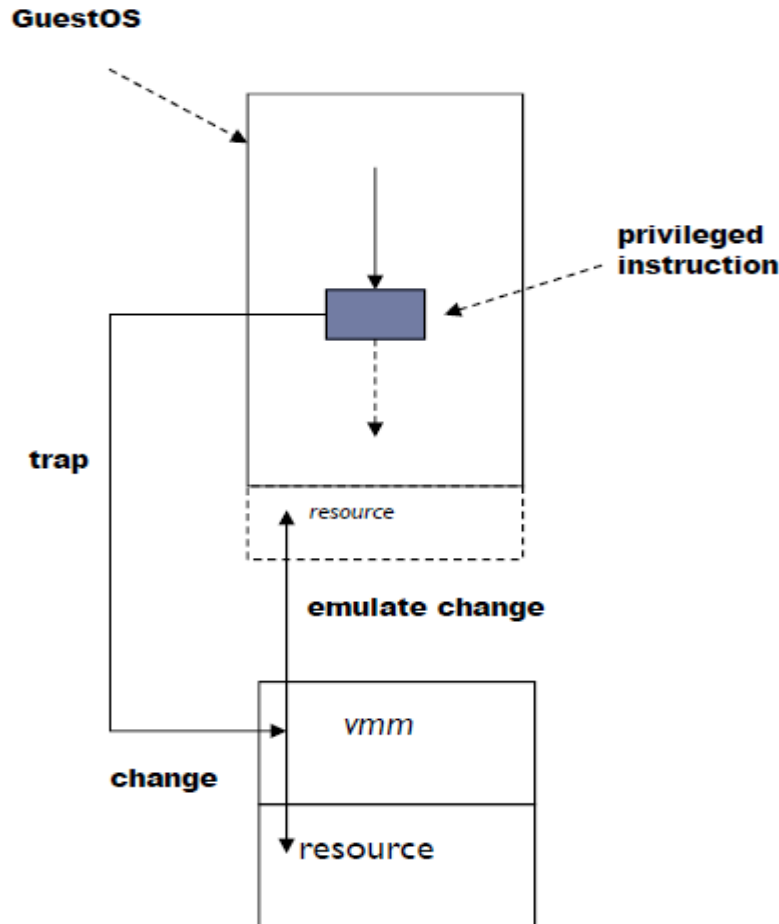 GuestOS
privileged
instruction
trap
resource
emulate change
vmm
change
resource